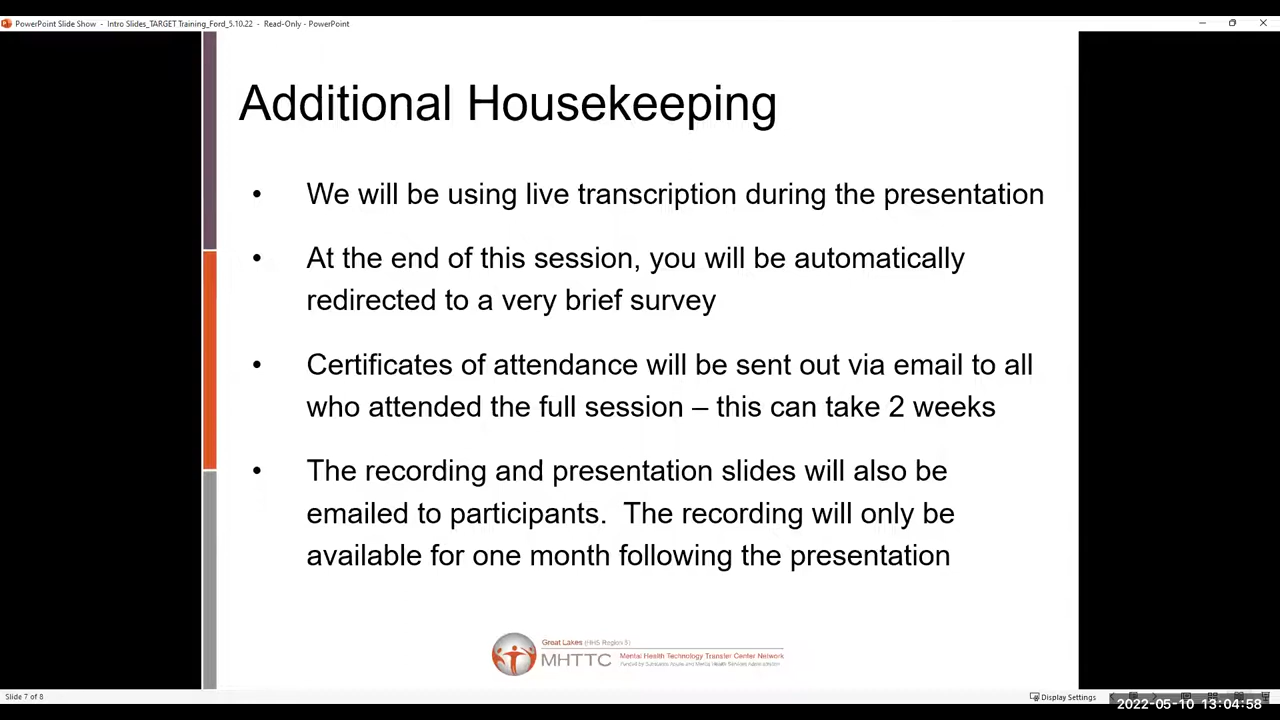 PowerPoint Slide Show - Intro Slides_TARGET Training_Ford_5.10.22 - Read-Only - PowerPoint
Additional Housekeeping
• We will be using live transcription during the presentation
• At the end of this session, you will be automatically
redirected to a very brief survey
• Certificates of attendance will be sent out via email to all
who attended the full session – this can take 2 weeks
• The recording and presentation slides will also be
emailed to participants.  The recording will only be
available for one month following the presentation
Great Lakes (HHS Region 5)
MHTTC
Mental Health Technology Transfer Center Network
Funded by Substance Abuse and Mental Health Services Administration
Slide 7 of 8
Display Settings
2022-05-10 13:04:58